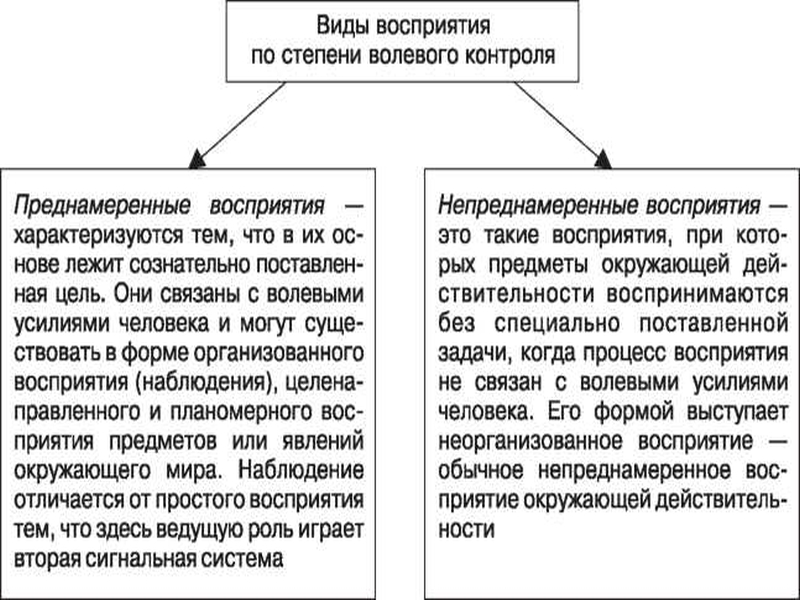 Виды восприятия
по степени волевого контроля
Преднамеренные восприятия —
характеризуются тем, что в их ос-
нове лежит сознательно поставлен-
ная цель. Они связаны с волевыми
усилиями человека и могут суще-
ствовать в форме организованного
восприятия (наблюдения), целена-
правленного и планомерного вос-
приятия предметов или явлений
окружающего мира. Наблюдение
отличается от простого восприятия
тем, что здесь ведущую роль играет
вторая сигнальная система
Непреднамеренные восприятия —
это такие восприятия, при кото-
рых предметы окружающей дей-
ствительности воспринимаются
без специально поставленной
задачи, когда процесс восприятия
не связан с волевыми усилиями
человека. Его формой выступает
неорганизованное восприятие —
обычное непреднамеренное вос-
приятие окружающей действитель-
ности